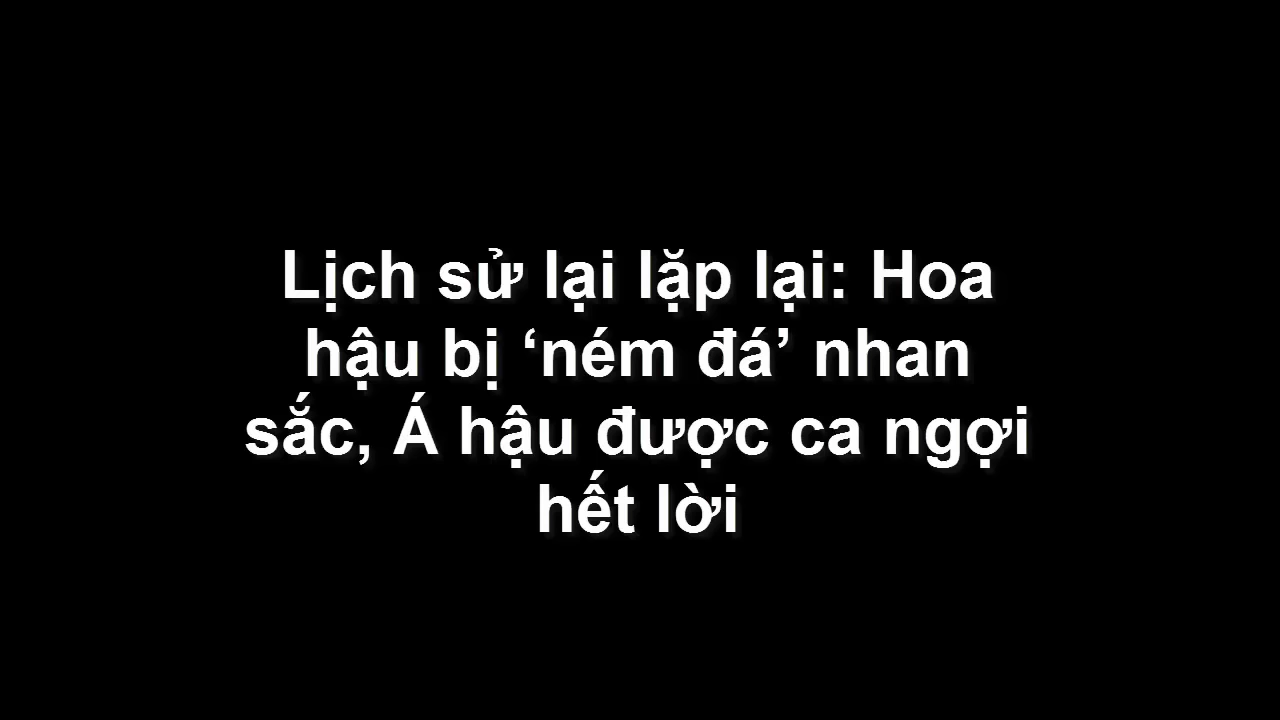 Lịch sử lại lặp lại: Hoa
hậu bị ‘ném đá’ nhan
sắc, Á hậu được ca ngợi
hết lời